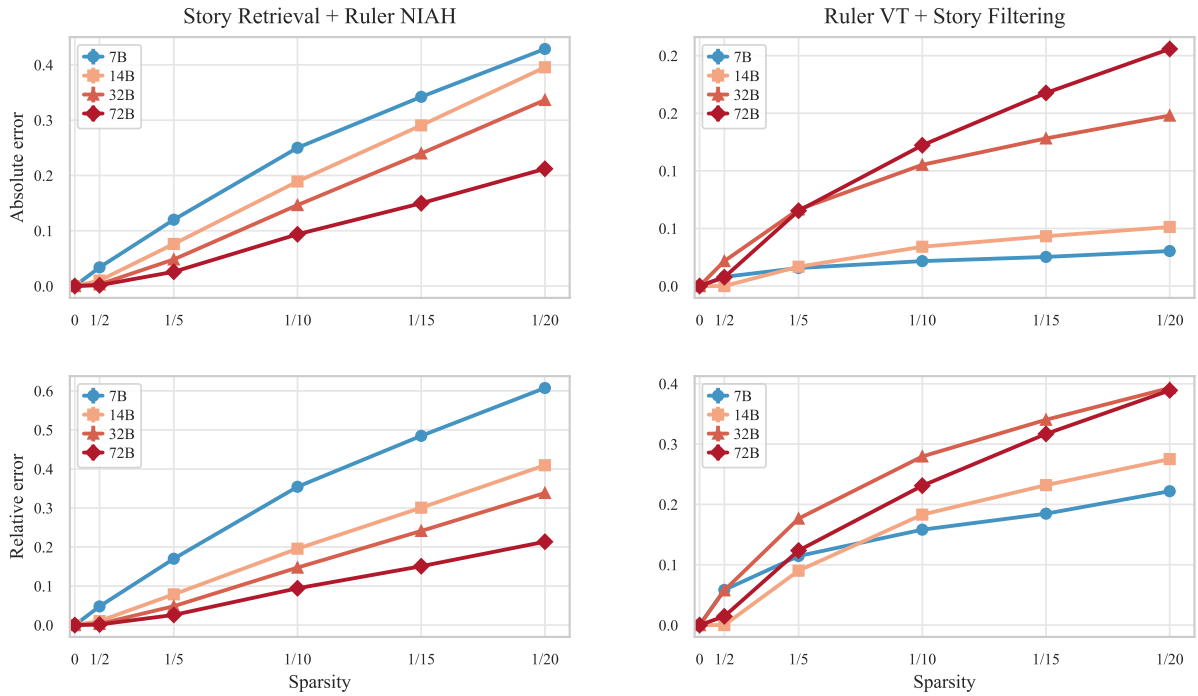 Story Retrieval + Ruler NIAH
Absolute error
0.4
0.3
0.2
0.1
0.0
7B
14B
32B
72B
0 1/2 1/5 1/10 1/15 1/20
Ruler VT + Story Filtering
0.2
0.2
0.1
0.1
0.0
7B
14B
32B
72B
0 1/2 1/5 1/10 1/15 1/20
Relative error
0.6
0.5
0.4
0.3
0.2
0.1
0.0
7B
14B
32B
72B
0 1/2 1/5 1/10 1/15 1/20
Sparsity
0.4
0.3
0.2
0.1
0.0
7B
14B
32B
72B
0 1/2 1/5 1/10 1/15 1/20
Sparsity